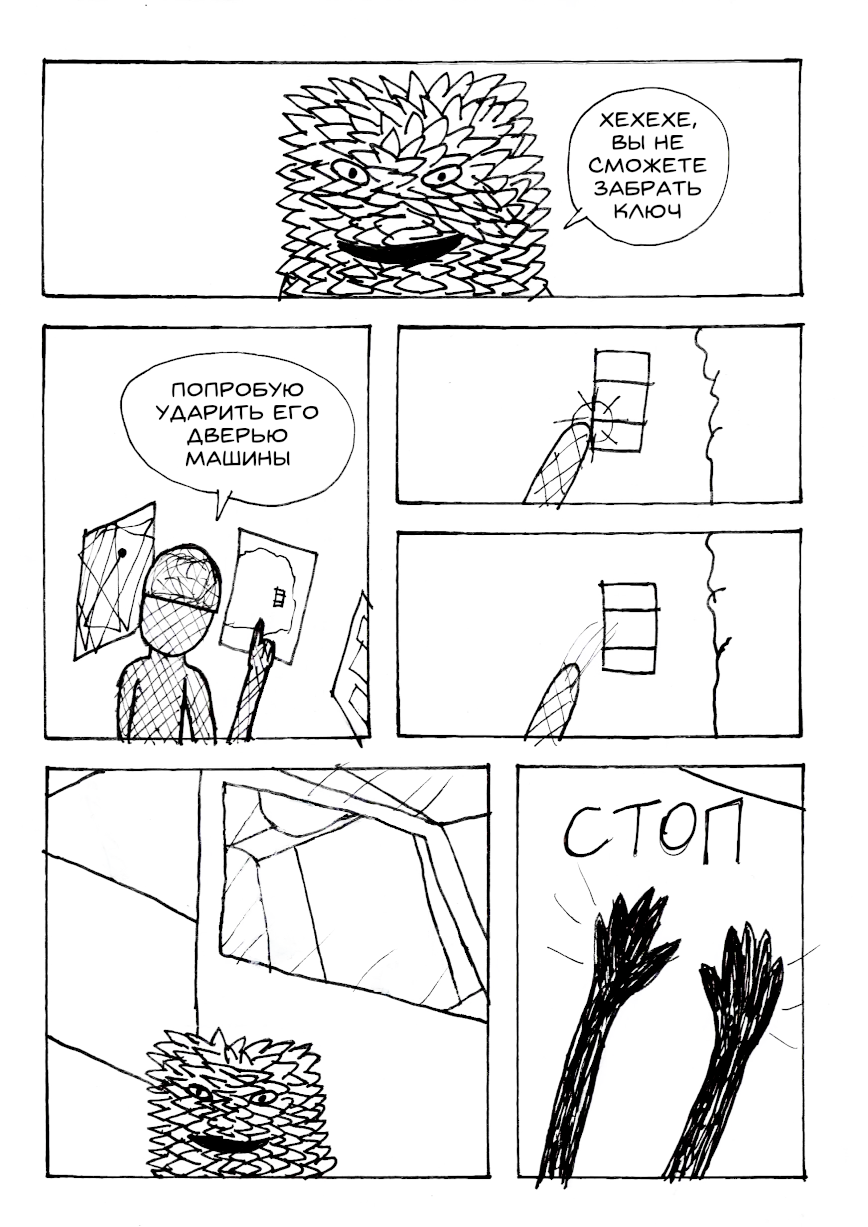 ХЕХЕХЕ,
ВЫ НЕ
СМОЖЕТЕ
ЗАБРАТЬ
КЛЮЧ
ПОПРОБУЮ
УДАРИТЬ ЕГО
ДВЕРЬЮ
МАШИНЫ
СТОП